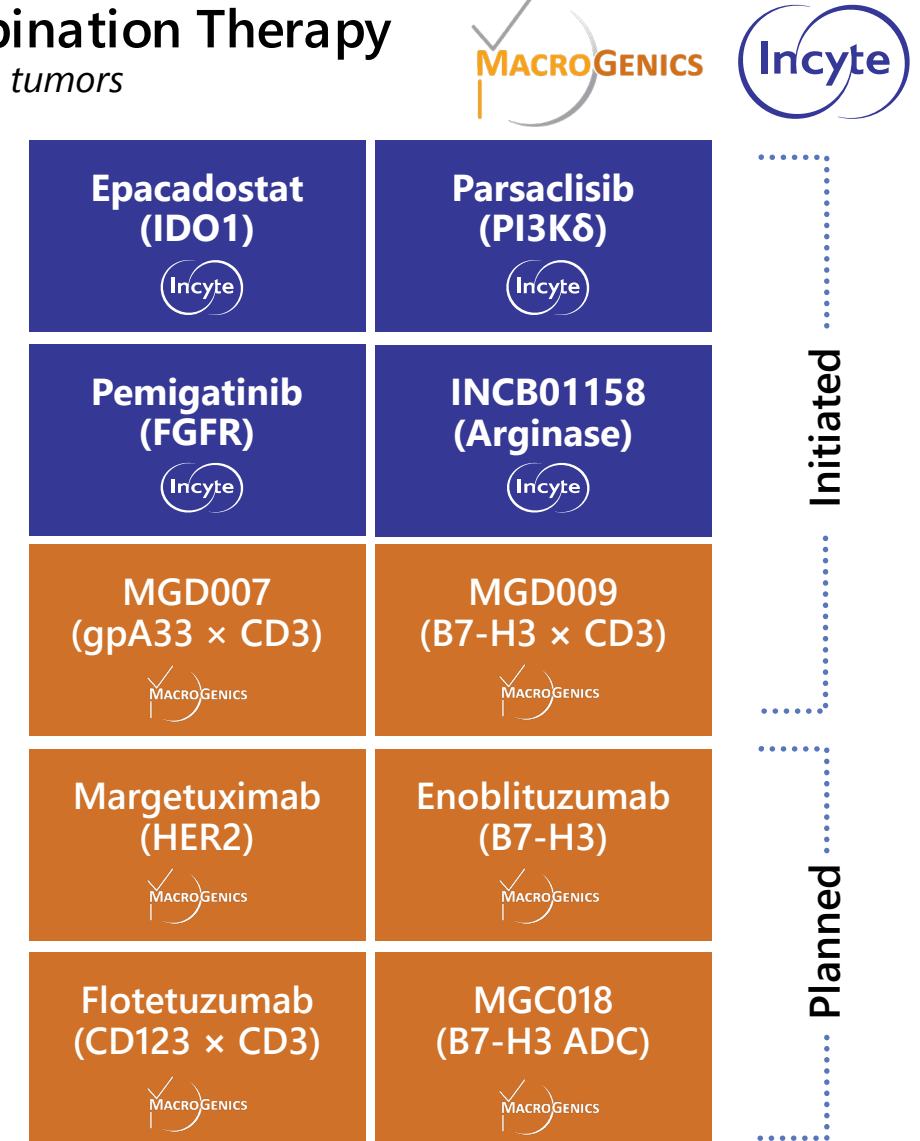 bination Therapy
tumors
MACROGENICS
Incyte
Epacadostat
(IDO1)
Incyte
Parsaclisib
(PI3Kδ)
Incyte
Pemigatinib
(FGFR)
Incyte
INCB01158
(Arginase)
Incyte
Initiated
MGD007
(gpA33 × CD3)
MACROGENICS
MGD009
(B7-H3 × CD3)
MACROGENICS
Margetuximab
(HER2)
MACROGENICS
Enoblituzumab
(B7-H3)
MACROGENICS
Planned
Flotetuzumab
(CD123 × CD3)
MACROGENICS
MGC018
(B7-H3 ADC)
MACROGENICS